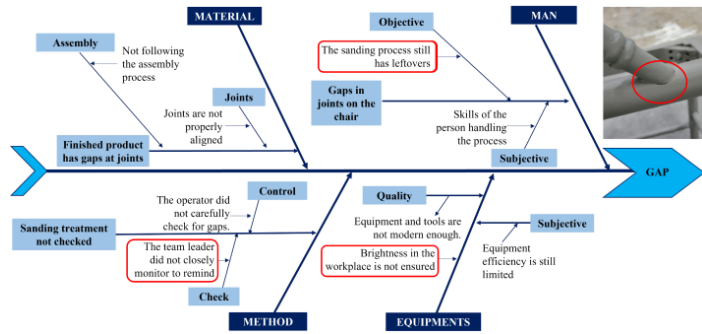 MATERIAL
MAN
Assembly
Not following
the assembly
process
Joints
Joints are not
properly
aligned
Finished product
has gaps at joints
Objective
The sanding process still
has leftovers
Gaps in
joints on the
chair
Skills of the
person handling
the process
Subjective
GAP
Control
The operator did
not carefully
check for gaps.
Sanding treatment
not checked
The team leader
did not closely
monitor to remind
Check
METHOD
Quality
Equipment and tools are
not modern enough.
Subjective
Equipment
efficiency is still
limited
Brightness in the
workplace is not ensured
EQUIPMENTS